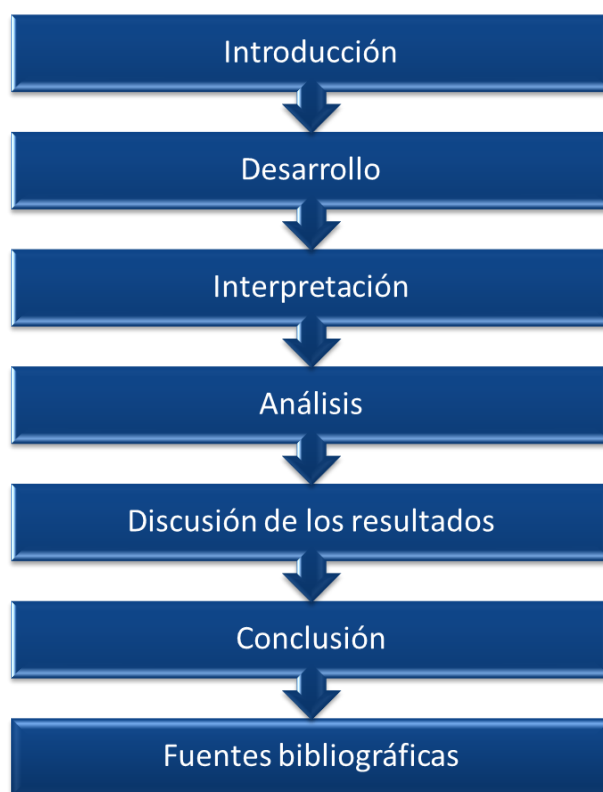 Introducción
Desarrollo
Interpretación
Análisis
Discusión de los resultados
Conclusión
Fuentes bibliográficas